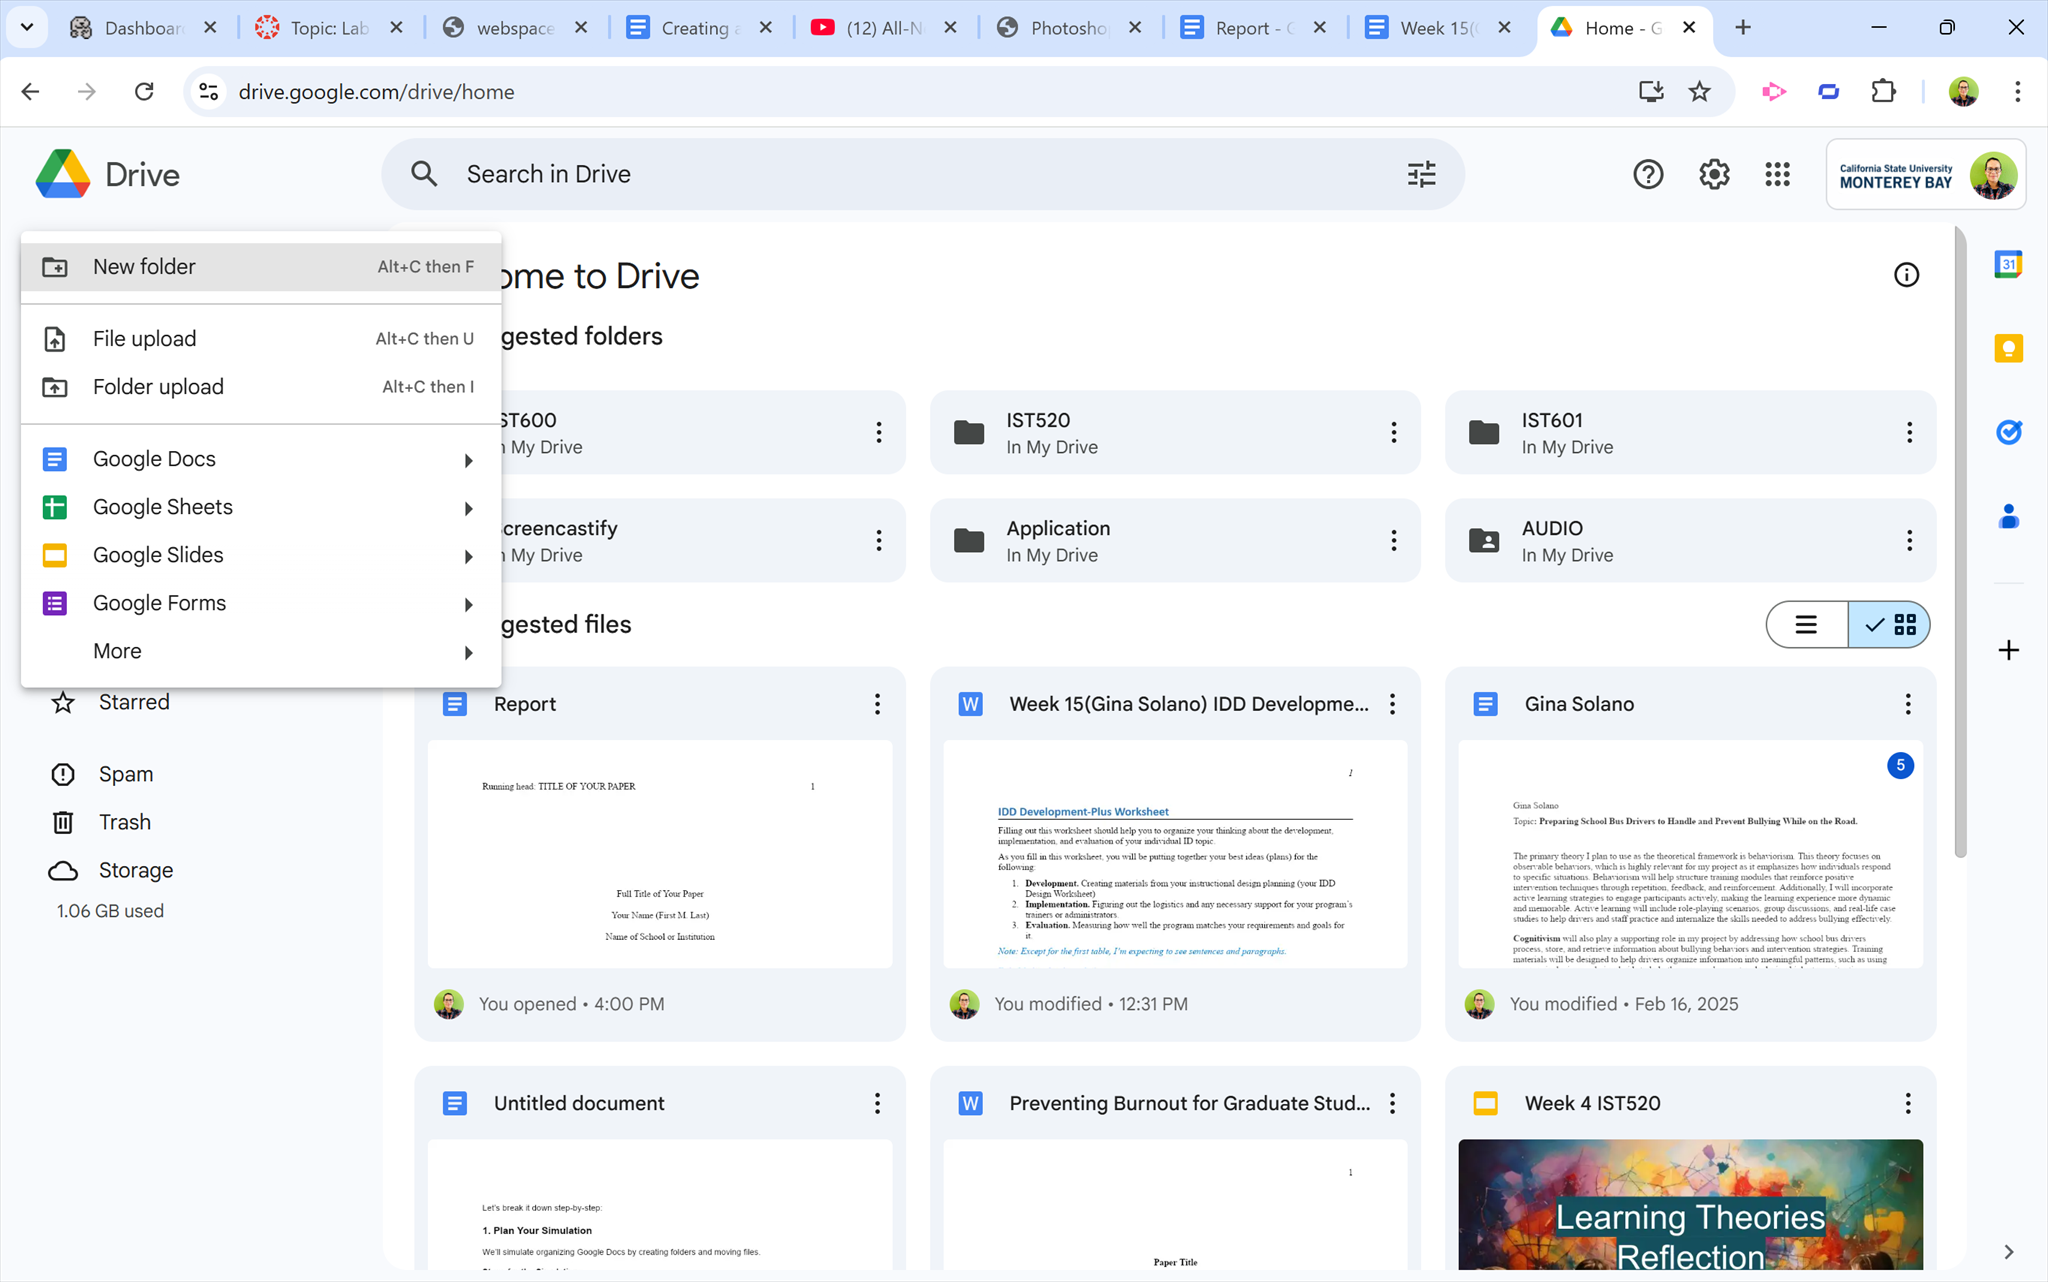 Dashboar
Topic: Lab
webspace
Creating a
(12) All-N
Photosho
Report - G
Week 15(
Home - G
drive.google.com/drive/home
Drive
Search in Drive
California State University
MONTEREY BAY
New folder Alt+C then F
File upload Alt+C then U
Folder upload Alt+C then I
Google Docs
Google Sheets
Google Slides
Google Forms
More
Starred
Spam
Trash
Storage
1.06 GB used
ome to Drive
gested folders
ST600
In My Drive
IST520
In My Drive
IST601
In My Drive
creencastify
In My Drive
Application
In My Drive
AUDIO
In My Drive
gested files
Report
Running head: TITLE OF YOUR PAPER 1
Full Title of Your Paper
Your Name (First M. Last)
Name of School or Institution
You opened • 4:00 PM
W
Week 15(Gina Solano) IDD Developme...
1
IDD Development-Plus Worksheet
Filling out this worksheet should help you to organize your thinking about the development,
implementation, and evaluation of your individual ID topic.
As you fill in this worksheet, you will be putting together your best ideas (plans) for the
following:
1. Development. Creating materials from your instructional design planning (your IDD
Design Worksheet)
2. Implementation. Figuring out the logistics and any necessary support for your program's
trainers or administrators.
3. Evaluation. Measuring how well the program matches your requirements and goals for
it.
Note: Except for the first table, I'm expecting to see sentences and paragraphs.
You modified • 12:31 PM
Gina Solano
5
Gina Solano
Topic: Preparing School Bus Drivers to Handle and Prevent Bullying While on the Road.
The primary theory I plan to use as the theoretical framework is behaviorism. This theory focuses on
observable behaviors, which is highly relevant for my project as it emphasizes how individuals respond
to specific situations. Behaviorism will help structure training modules that reinforce positive
intervention techniques through repetition, feedback, and reinforcement. Additionally, I will incorporate
active learning strategies to engage participants actively, making the learning experience more dynamic
and memorable. Active learning will include role-playing scenarios, group discussions, and real-life case
studies to help drivers and staff practice and internalize the skills needed to address bullying effectively.
Cognitivism will also play a supporting role in my project by addressing how school bus drivers
process, store, and retrieve information about bullying behaviors and intervention strategies. Training
materials will be designed to help drivers organize information into meaningful patterns, such as using
You modified • Feb 16, 2025
Untitled document
Let's break it down step-by-step:
1. Plan Your Simulation
We'll simulate organizing Google Docs by creating folders and moving files.
W
Preventing Burnout for Graduate Stud...
1
Paper Title
Week 4 IST520
Learning Theories
Reflection
31